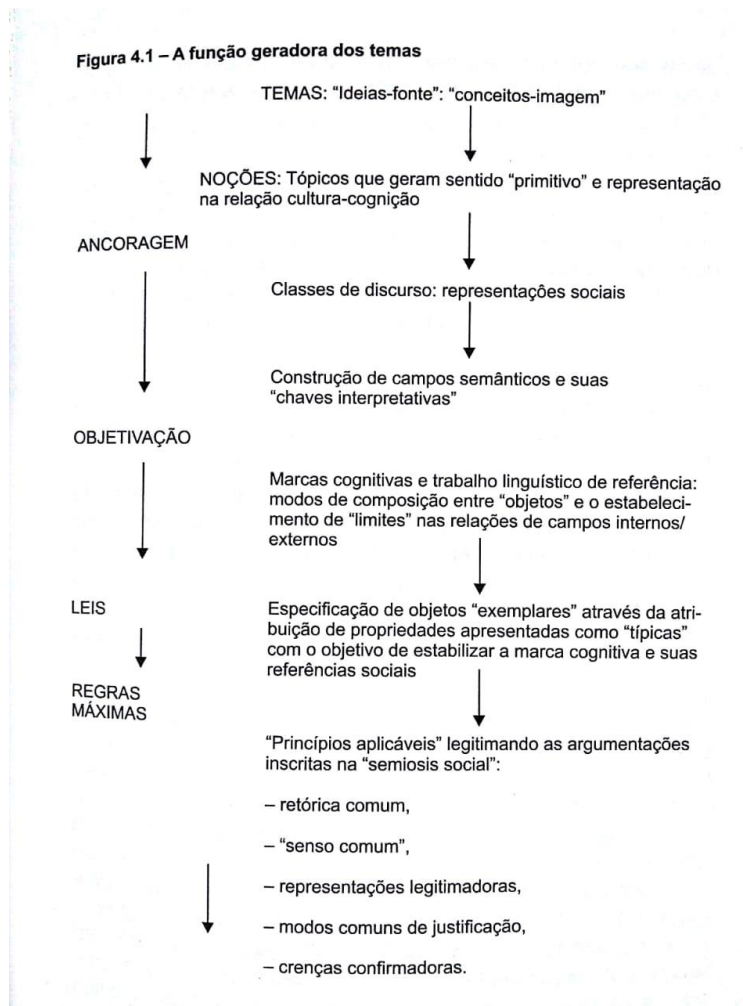 Figura 4.1 – A função geradora dos temas
TEMAS: “Ideias-fonte”: “conceitos-imagem”
NOÇÕES: Tópicos que geram sentido “primitivo” e representação
na relação cultura-cognição
ANCORAGEM
Classes de discurso: representações sociais
Construção de campos semânticos e suas
“chaves interpretativas”
OBJETIVAÇÃO
Marcas cognitivas e trabalho linguístico de referência:
modos de composição entre “objetos” e o estabeleci-
mento de “limites” nas relações de campos internos/
externos
LEIS
Especificação de objetos “exemplares” através da atri-
buição de propriedades apresentadas como “típicas”
com o objetivo de estabilizar a marca cognitiva e suas
referências sociais
REGRAS
MÁXIMAS
“Princípios aplicáveis” legitimando as argumentações
inscritas na “semiosis social”:
– retórica comum,
– “senso comum”,
– representações legitimadoras,
– modos comuns de justificação,
– crenças confirmadoras.